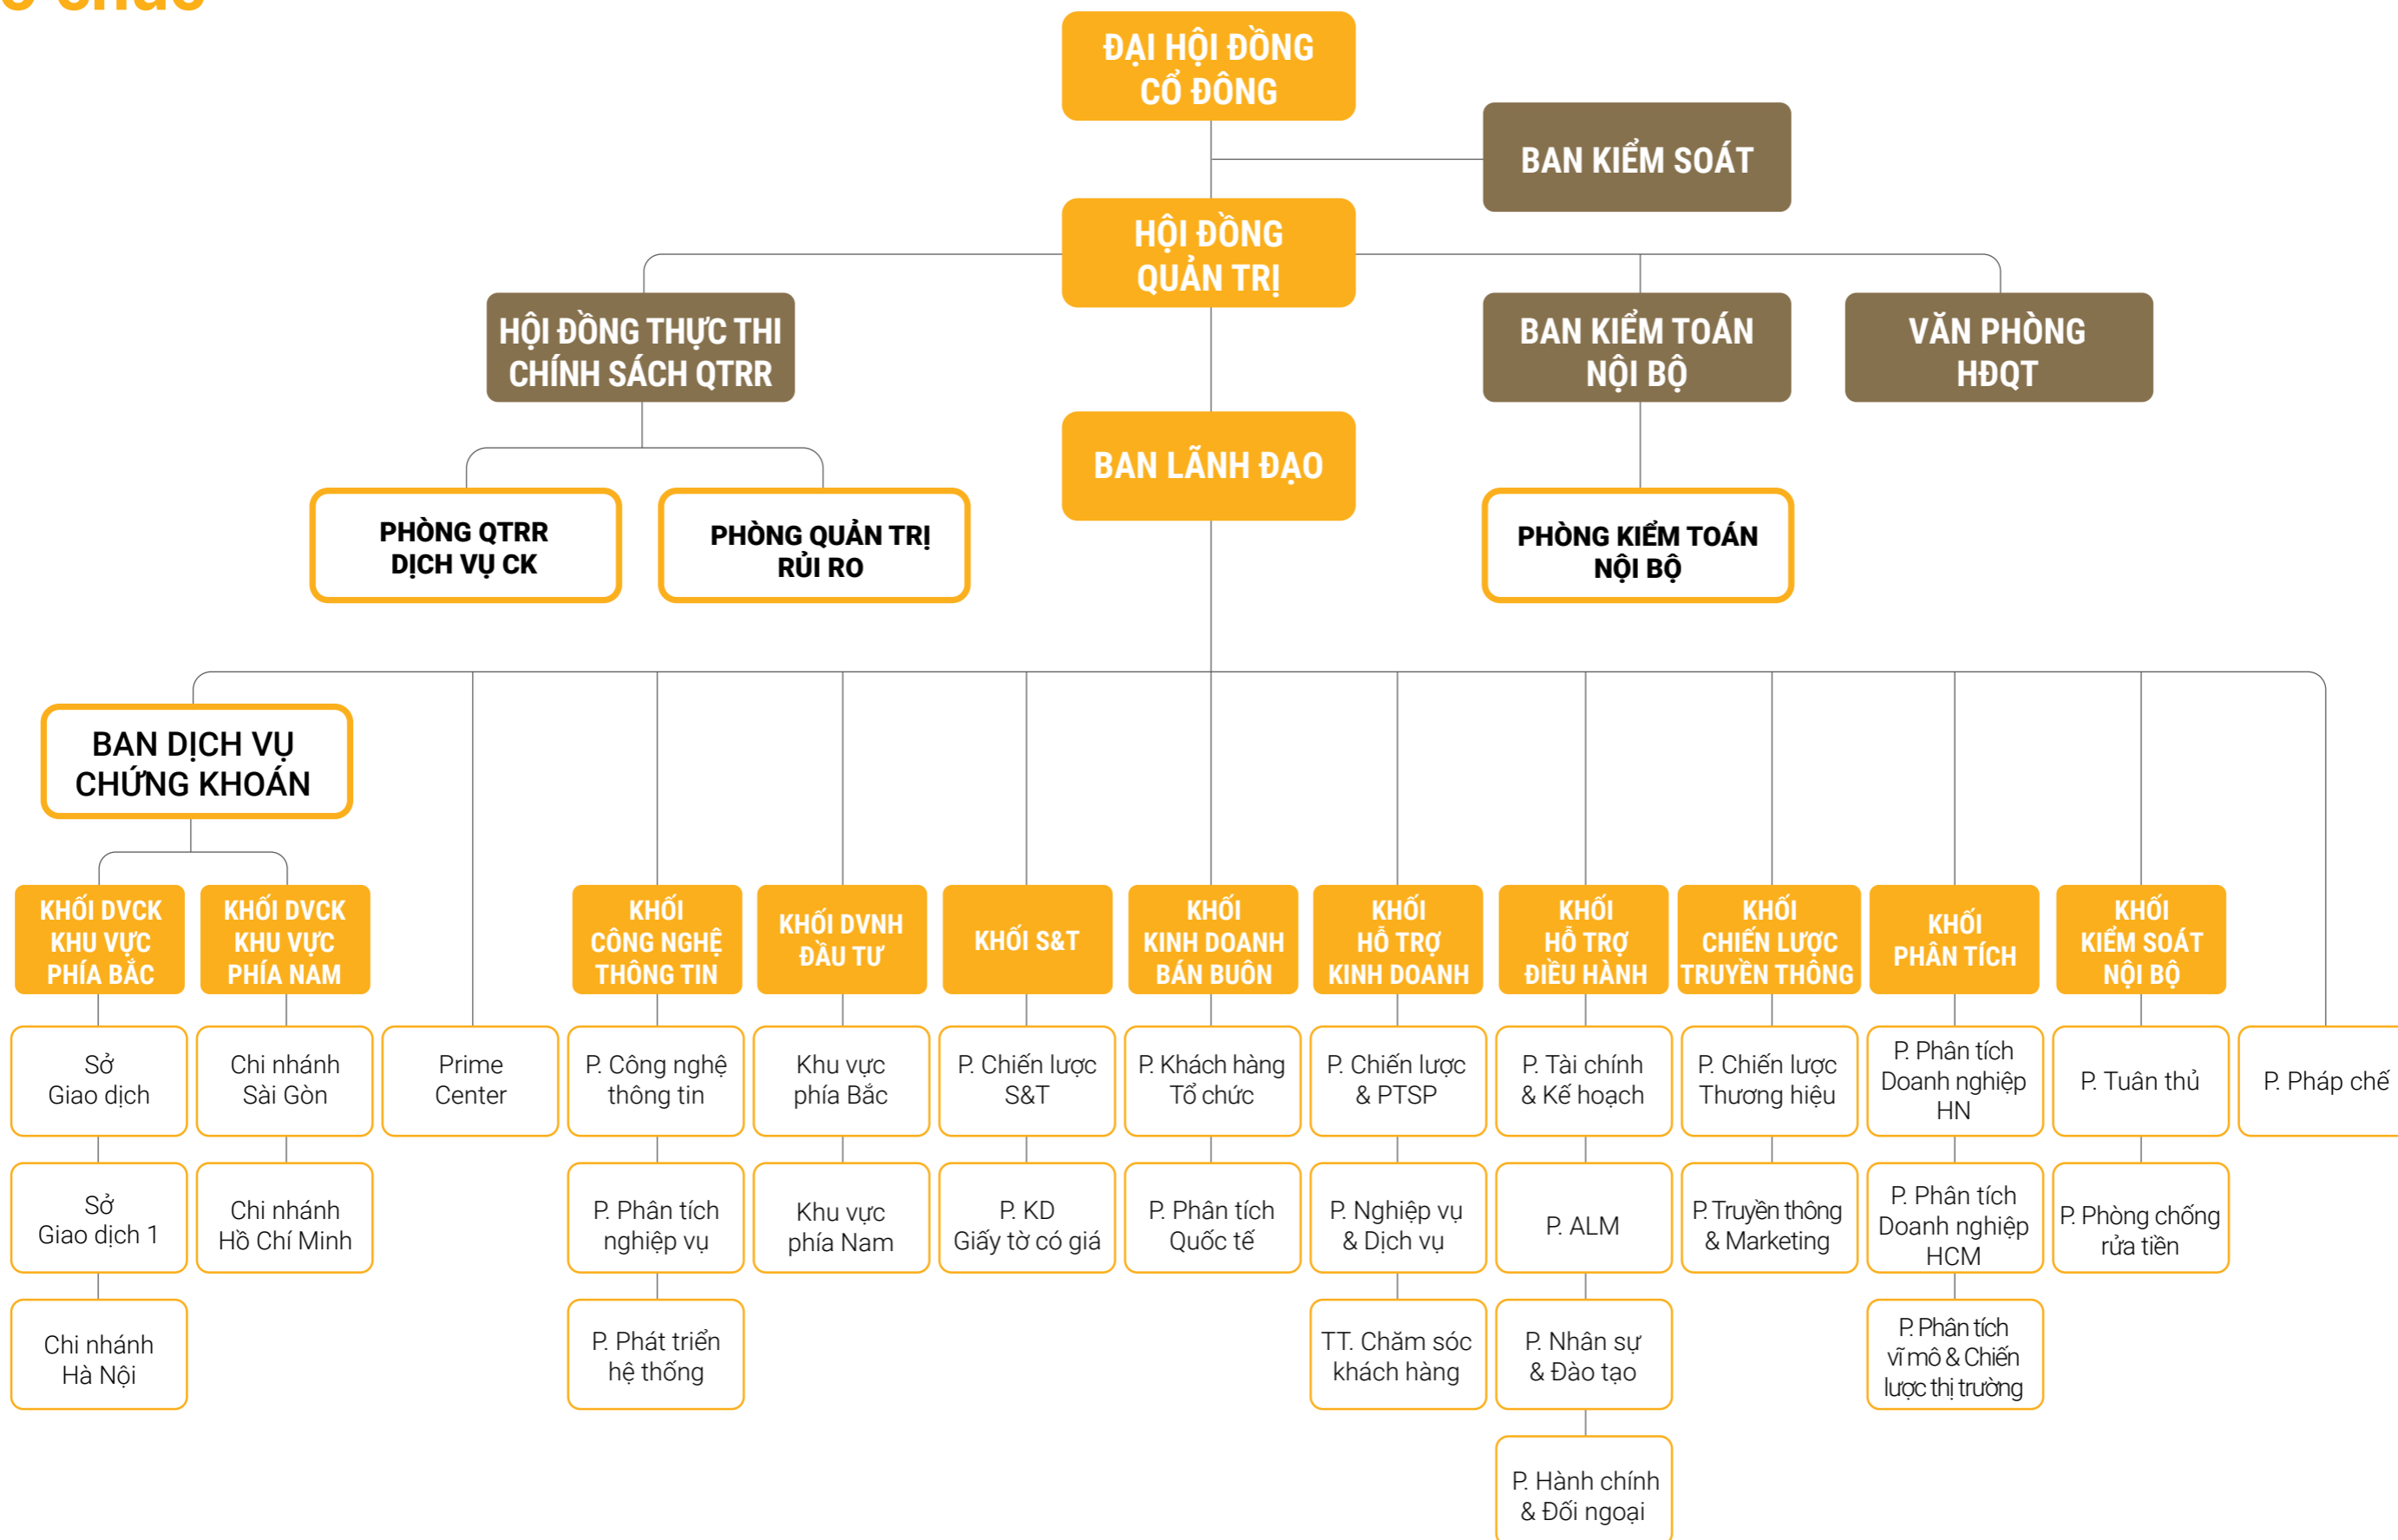 ĐẠI HỘI ĐỒNG
CỔ ĐÔNG
BAN KIỂM SOÁT
HỘI ĐỒNG
QUẢN TRỊ
HỘI ĐỒNG THỰC THI
CHÍNH SÁCH QTRR
BAN KIỂM TOÁN
NỘI BỘ
VĂN PHÒNG
HĐQT
BAN LÃNH ĐẠO
PHÒNG QTRR
DỊCH VỤ CK
PHÒNG QUẢN TRỊ
RỦI RO
PHÒNG KIỂM TOÁN
NỘI BỘ
BAN DỊCH VỤ
CHỨNG KHOÁN
KHỐI DVCK
KHU VỰC
PHÍA BẮC
KHỐI DVCK
KHU VỰC
PHÍA NAM
KHỐI
CÔNG NGHỆ
THÔNG TIN
KHỐI DVNH
ĐẦU TƯ
KHỐI S&T
KHỐI
KINH DOANH
BÁN BUÔN
KHỐI
HỖ TRỢ
KINH DOANH
KHỐI
HỖ TRỢ
ĐIỀU HÀNH
KHỐI
CHIẾN LƯỢC
TRUYỀN THÔNG
KHỐI
PHÂN TÍCH
KHỐI
KIỂM SOÁT
NỘI BỘ
Sở
Giao dịch
Chi nhánh
Sài Gòn
Prime
Center
P. Công nghệ
thông tin
Khu vực
phía Bắc
P. Chiến lược
S&T
P. Khách hàng
Tổ chức
P. Chiến lược
& PTSP
P. Tài chính
& Kế hoạch
P. Chiến lược
Thương hiệu
P. Phân tích
Doanh nghiệp
HN
P. Tuân thủ
P. Pháp chế
Sở
Giao dịch 1
Chi nhánh
Hồ Chí Minh
P. Phân tích
nghiệp vụ
Khu vực
phía Nam
P. KD
Giấy tờ có giá
P. Phân tích
Quốc tế
P. Nghiệp vụ
& Dịch vụ
P. ALM
P. Truyền thông
& Marketing
P. Phân tích
Doanh nghiệp
HCM
P. Phòng chống
rửa tiền
Chi nhánh
Hà Nội
P. Phát triển
hệ thống
TT. Chăm sóc
khách hàng
P. Nhân sự
& Đào tạo
P. Phân tích
vĩ mô & Chiến
lược thị trường
P. Hành chính
& Đối ngoại